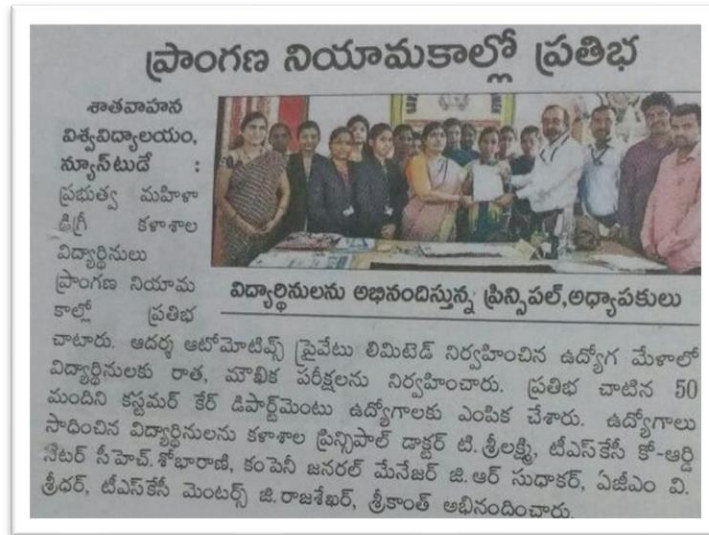 ప్రాంగణ నియామకాల్లో ప్రతిభ
శాతవాహన
విశ్వవిద్యాలయం,
న్యూస్‌టుడే :
ప్రభుత్వ మహిళా
డిగ్రీ కళాశాల
విద్యార్థినులు
ప్రాంగణ నియామ
కాల్లో ప్రతిభ
విద్యార్థినులను అభినందిస్తున్న ప్రిన్సిపల్,అధ్యాపకులు
చాటారు. ఆదర్శ ఆటోమోటివ్స్ ప్రైవేటు లిమిటెడ్ నిర్వహించిన ఉద్యోగ మేళాలో
విద్యార్థినులకు రాత, మౌఖిక పరీక్షలను నిర్వహించారు. ప్రతిభ చాటిన 50
మందిని కస్టమర్ కేర్ డిపార్ట్‌మెంటు ఉద్యోగాలకు ఎంపిక చేశారు. ఉద్యోగాలు
సాధించిన విద్యార్థినులను కళాశాల ప్రిన్సిపాల్ డాక్టర్ టి.శ్రీలక్ష్మి, టీఎస్‌కేసీ కో-ఆర్డి
నేటర్ సీహెచ్.శోభారాణి, కంపెనీ జనరల్ మేనేజర్ జి.ఆర్ సుధాకర్, ఏజీఎం వి.
శ్రీధర్, టీఎస్‌కేసీ మెంటర్స్ జి.రాజశేఖర్, శ్రీకాంత్ అభినందించారు.